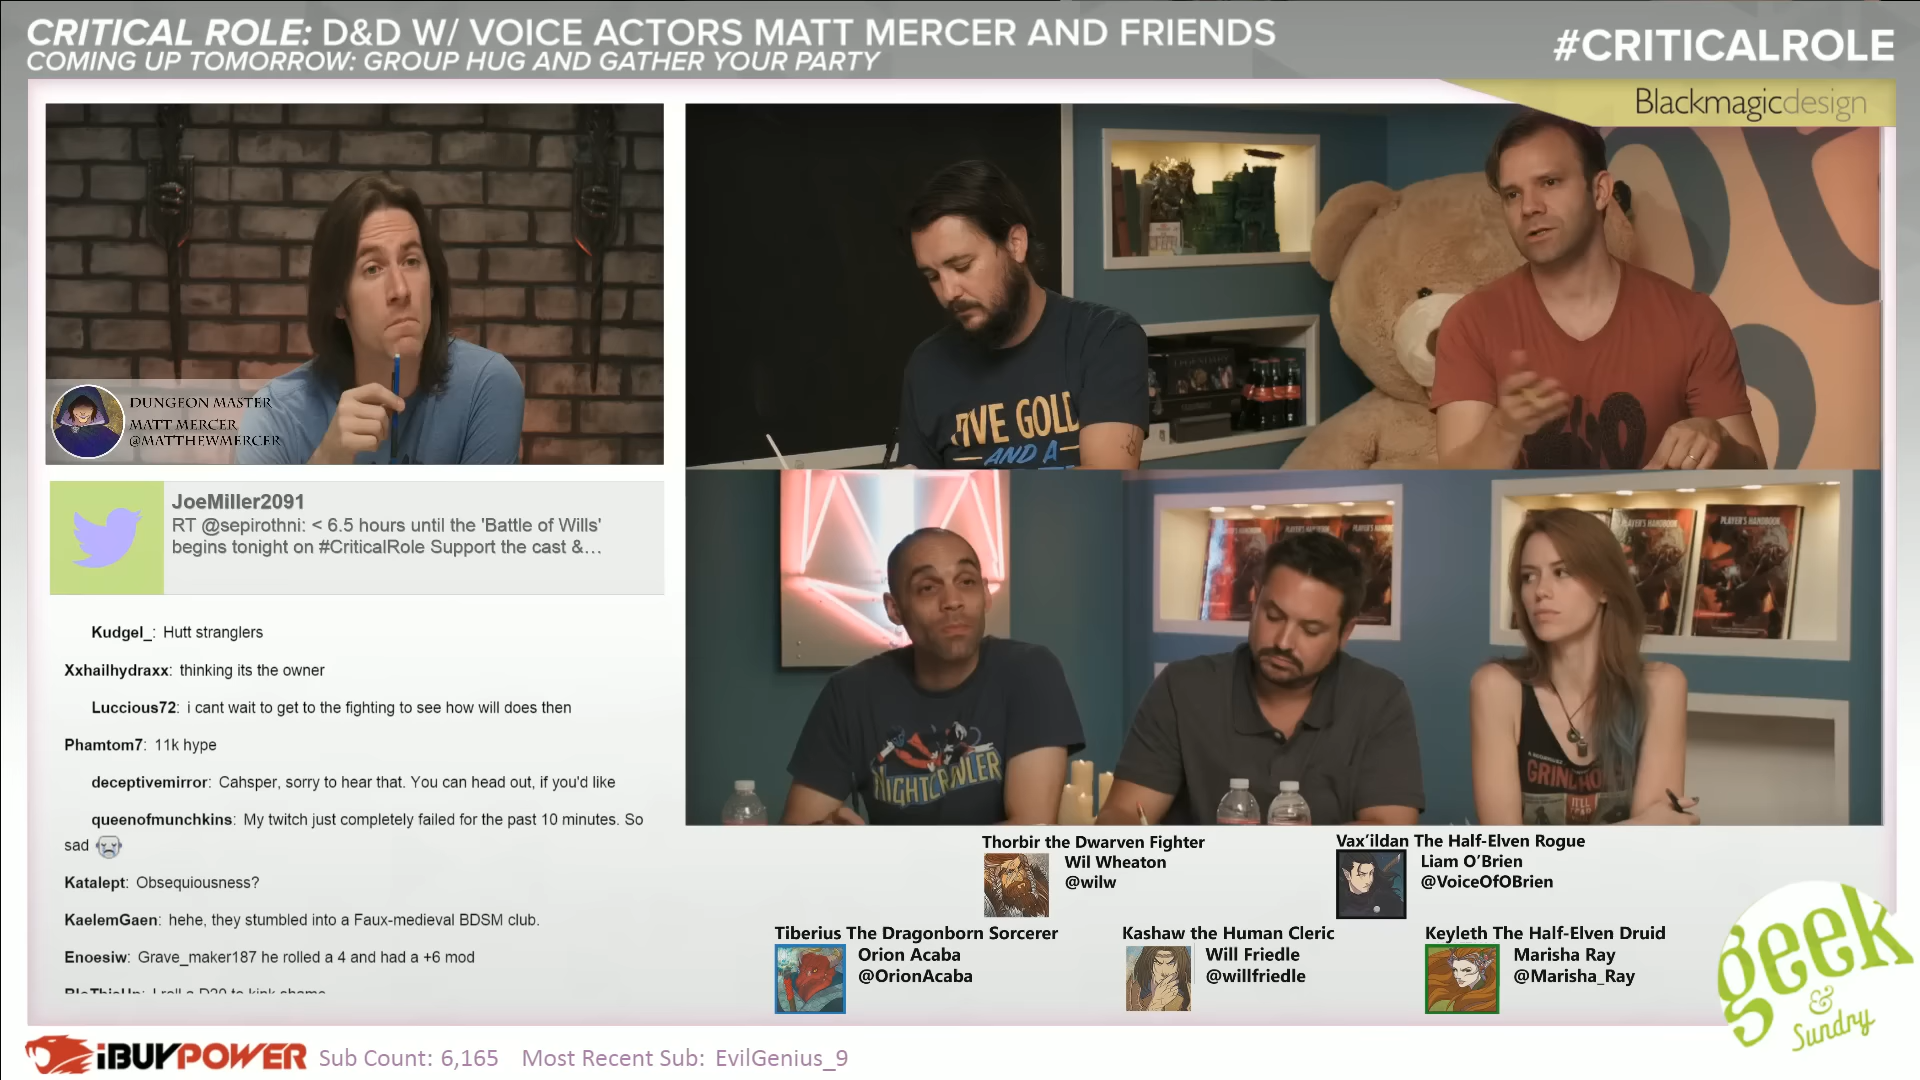 CRITICAL ROLE: D&D W/ VOICE ACTORS MATT MERCER AND FRIENDS
COMING UP TOMORROW: GROUP HUG AND GATHER YOUR PARTY
#CRITICALROLE
Blackmagicdesign
DUNGEON MASTER
MATT MERCER
@MATTHEWMERCER
GOLD
AND A
PLAYER'S HANDBOOK
PLAYER'S HANDBOOK
NIGHTCRAWLER
JoeMiller2091
RT @sepirothni: < 6.5 hours until the 'Battle of Wills'
begins tonight on #CriticalRole Support the cast &…
Kudgel_: Hutt stranglers
Xxhailhydraxx: thinking its the owner
Luccious72: i cant wait to get to the fighting to see how will does then
Phamtom7: 11k hype
deceptivemirror: Cahsper, sorry to hear that. You can head out, if you'd like
queenofmunchkins: My twitch just completely failed for the past 10 minutes. So
sad
Katalept: Obsequiousness?
KaelemGaen: hehe, they stumbled into a Faux-medieval BDSM club.
Enoesiw: Grave_maker187 he rolled a 4 and had a +6 mod
Thorbir the Dwarven Fighter
Wil Wheaton
@wilw
Vax'ildan The Half-Elven Rogue
Liam O'Brien
@VoiceOfOBrien
Tiberius The Dragonborn Sorcerer
Orion Acaba
@OrionAcaba
Kashaw the Human Cleric
Will Friedle
@willfriedle
Keyleth The Half-Elven Druid
Marisha Ray
@Marisha_Ray
geek
&
Sundry
iBUYPOWER
Sub Count: 6,165 Most Recent Sub: EvilGenius_9